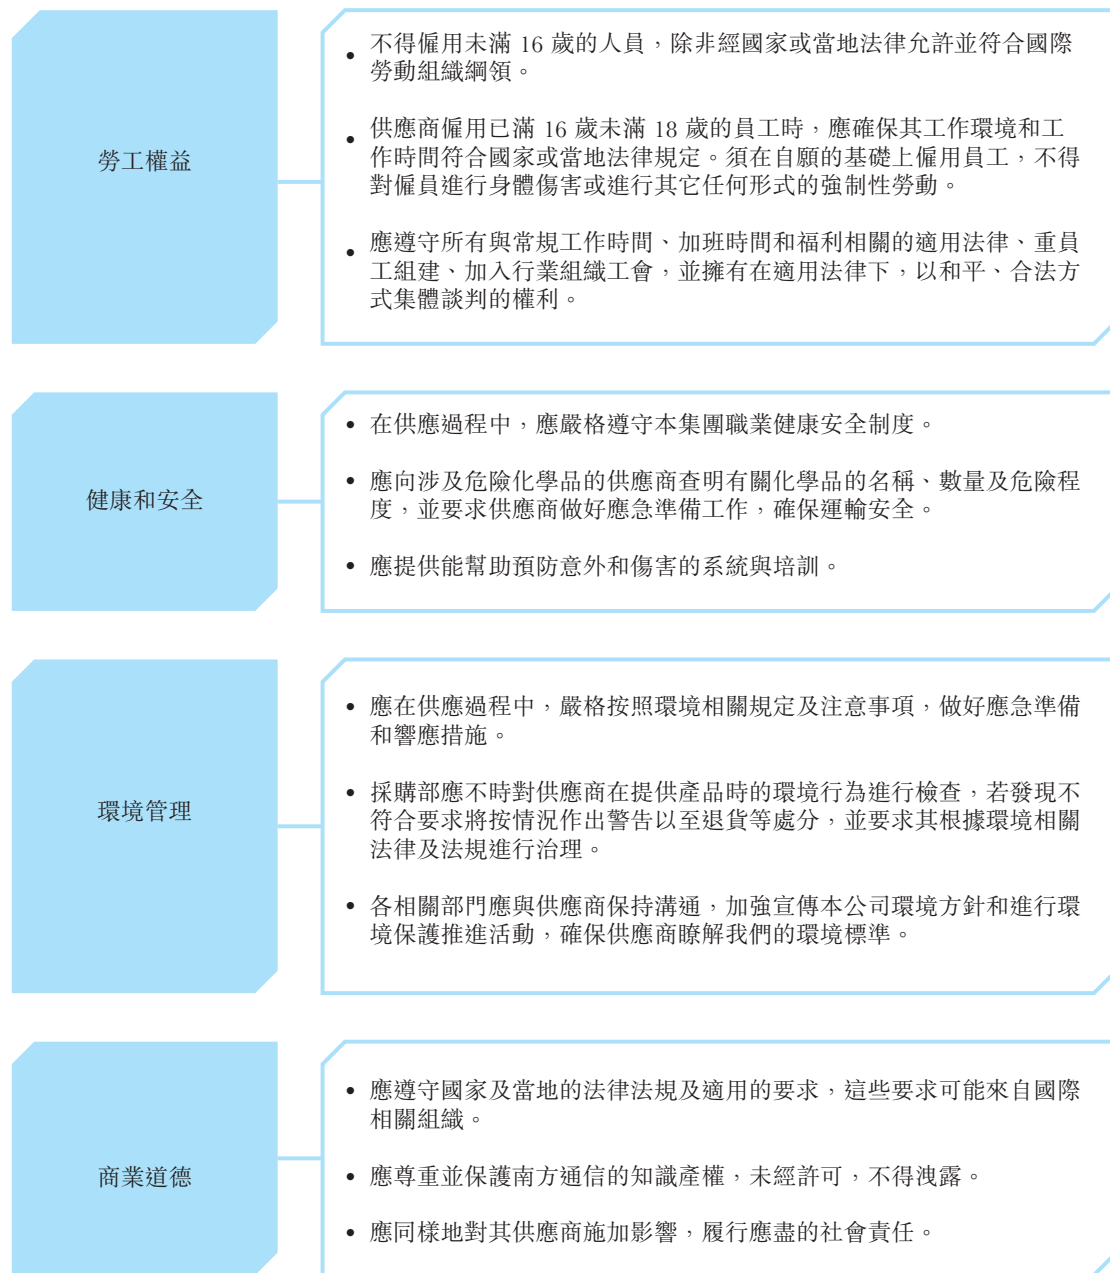 勞工權益
• 不得僱用未滿 16 歲的人員，除非經國家或當地法律允許並符合國際
勞動組織綱領。
• 供應商僱用已滿 16 歲未滿 18 歲的員工時，應確保其工作環境和工
作時間符合國家或當地法律規定。須在自願的基礎上僱用員工，不得
對僱員進行身體傷害或進行其它任何形式的強制性勞動。
• 應遵守所有與常規工作時間、加班時間和福利相關的適用法律、重員
工組建、加入行業組織工會，並擁有在適用法律下，以和平、合法方
式集體談判的權利。
健康和安全
• 在供應過程中，應嚴格遵守本集團職業健康安全制度。
• 應向涉及危險化學品的供應商查明有關化學品的名稱、數量及危險程
度，並要求供應商做好應急準備工作，確保運輸安全。
• 應提供能幫助預防意外和傷害的系統與培訓。
環境管理
• 應在供應過程中，嚴格按照環境相關規定及注意事項，做好應急準備
和響應措施。
• 採購部應不時對供應商在提供產品時的環境行為進行檢查，若發現不
符合要求將按情況作出警告以至退貨等處分，並要求其根據環境相關
法律及法規進行治理。
• 各相關部門應與供應商保持溝通，加強宣傳本公司環境方針和進行環
境保護推進活動，確保供應商瞭解我們的環境標準。
商業道德
• 應遵守國家及當地的法律法規及適用的要求，這些要求可能來自國際
相關組織。
• 應尊重並保護南方通信的知識產權，未經許可，不得洩露。
• 應同樣地對其供應商施加影響，履行應盡的社會責任。